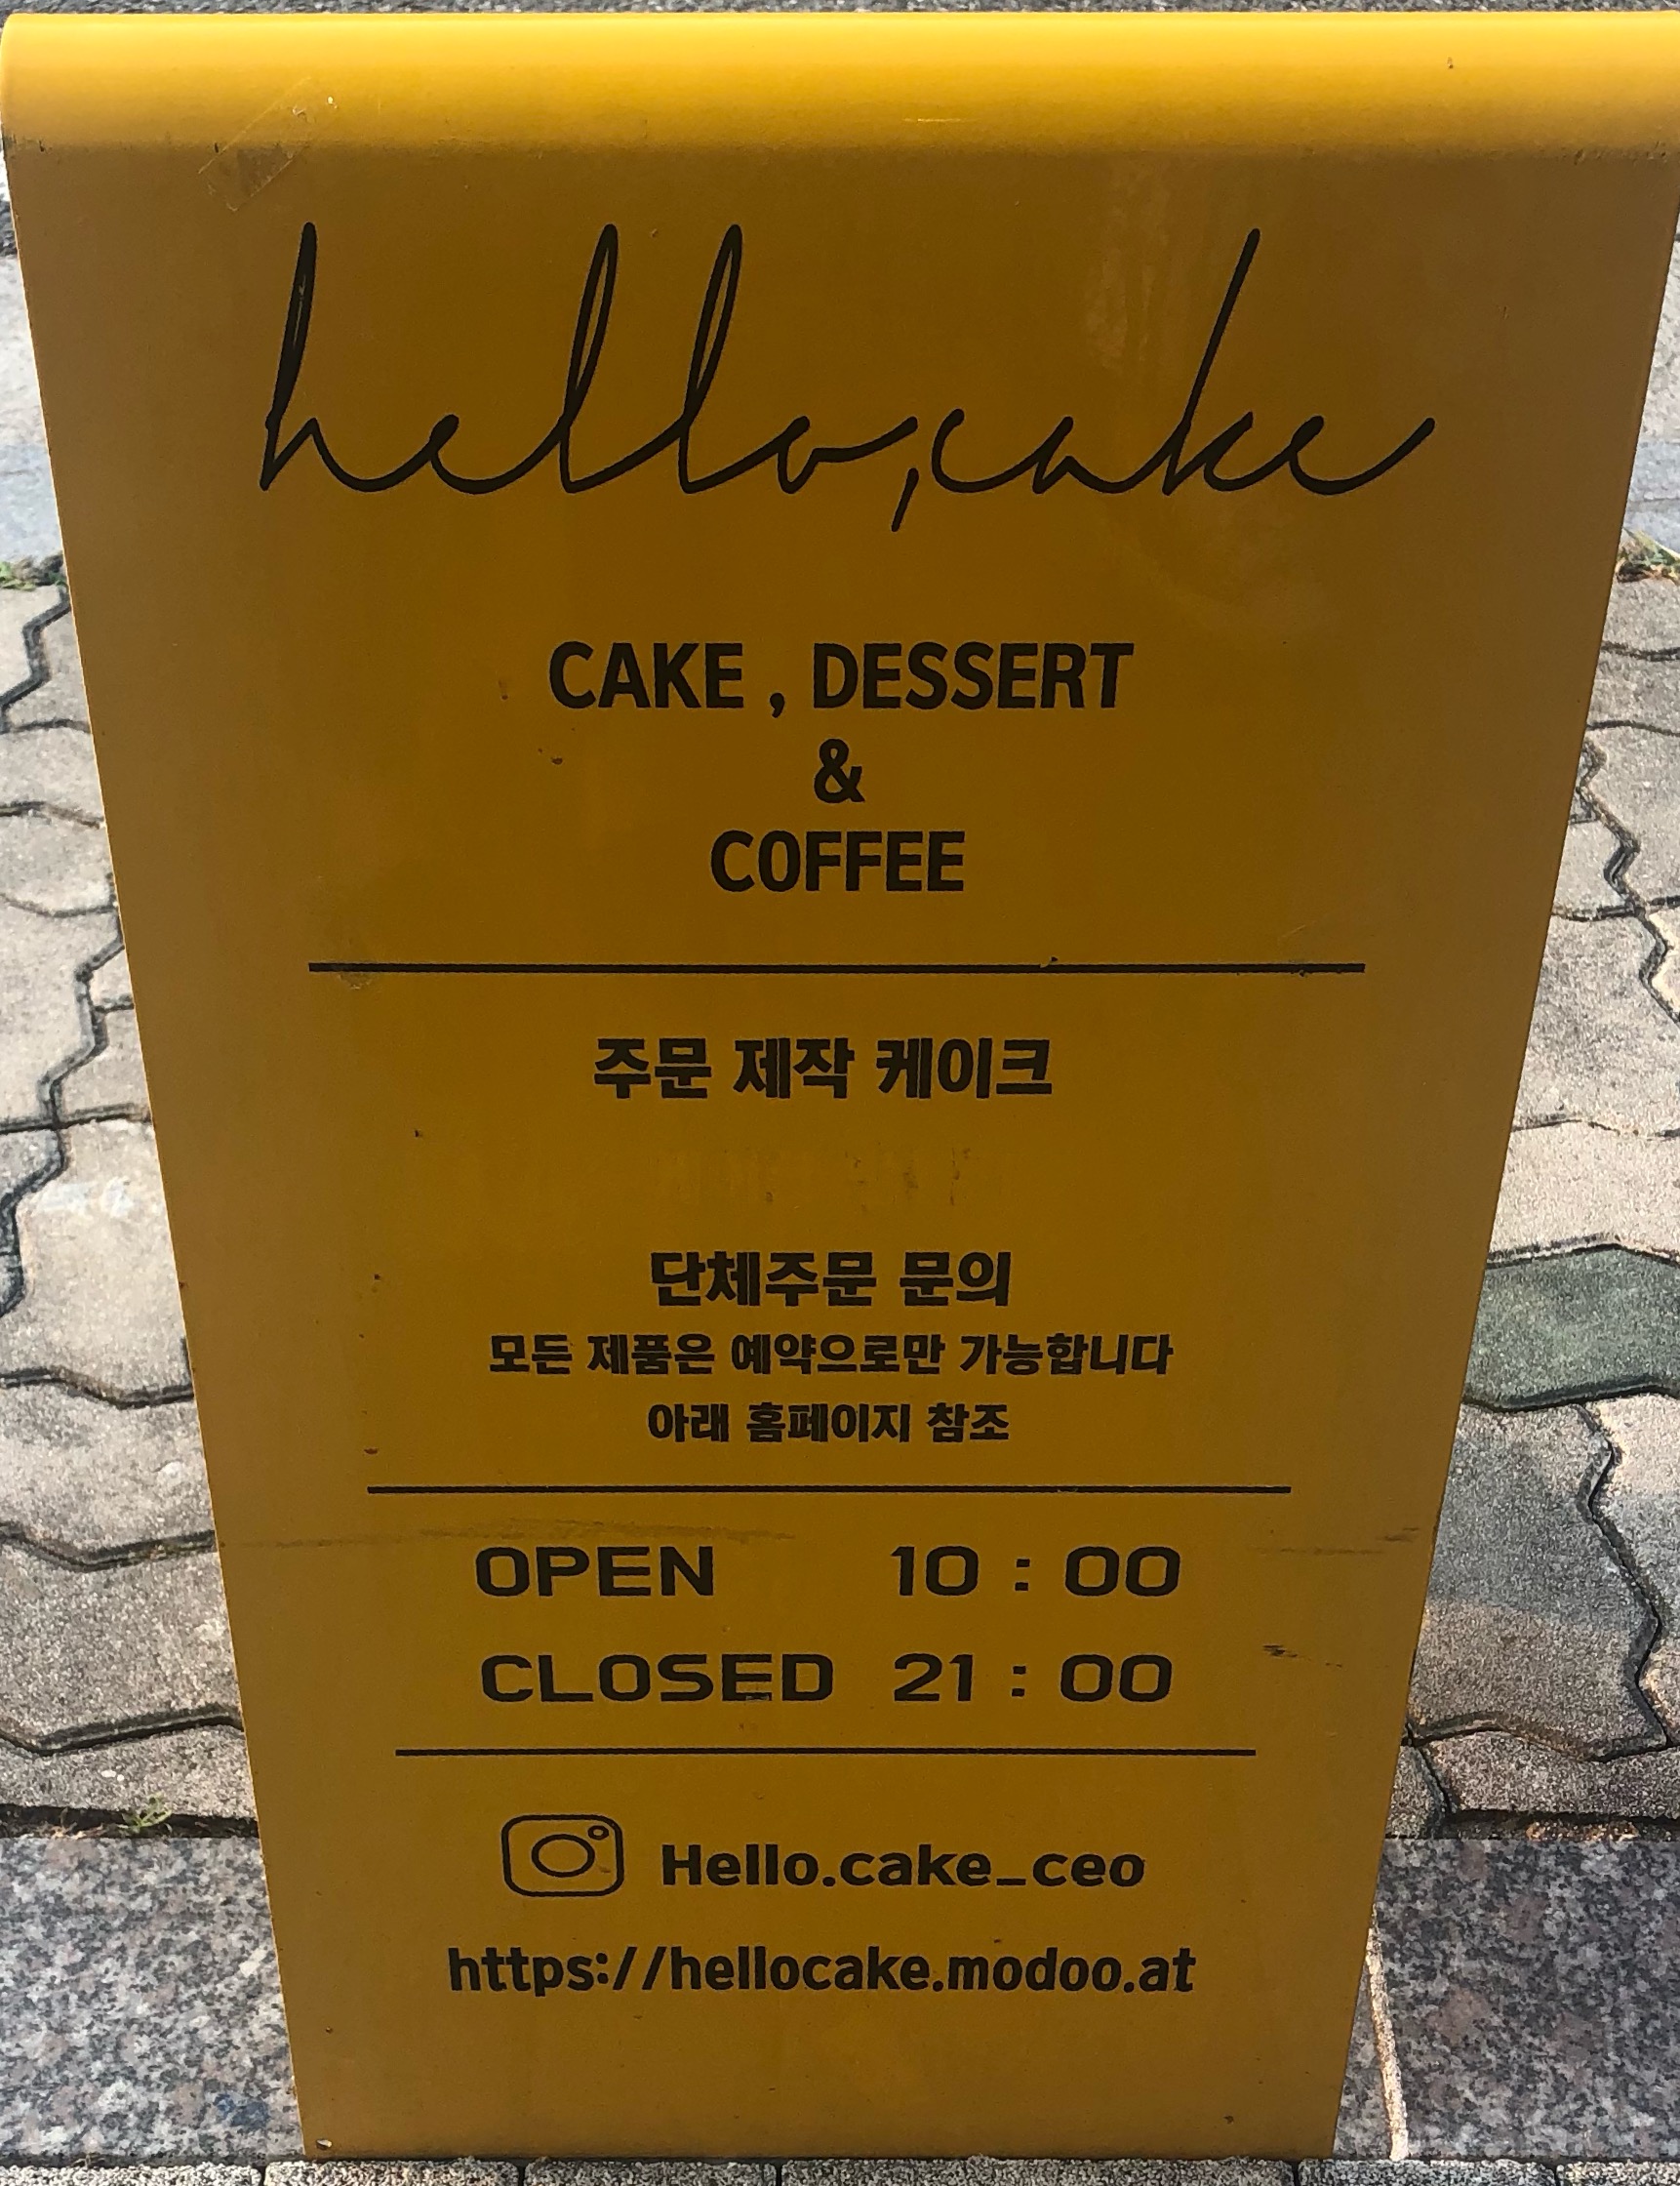 hello,cake
CAKE , DESSERT
&
COFFEE
주문 제작 케이크
단체주문 문의
모든 제품은 예약으로만 가능합니다
아래 홈페이지 참조
OPEN 10 : 00
CLOSED 21 : 00
Hello.cake_ceo
https://hellocake.modoo.at